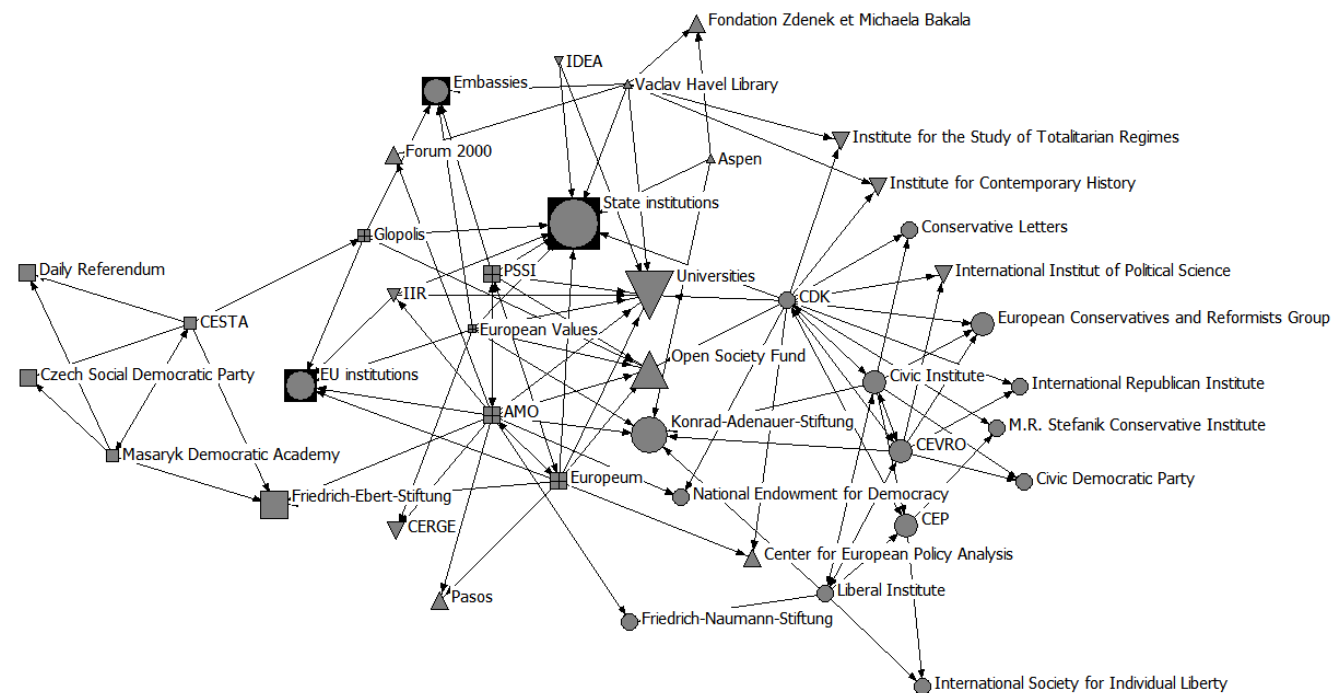 Fondation Zdenek et Michaela Bakala
IDEA
Embassies
Vaclav Havel Library
Institute for the Study of Totalitarian Regimes
Forum 2000
Aspen
Institute for Contemporary History
State institutions
Conservative Letters
Glopolis
Daily Referendum
PSSI
Universities
International Institut of Political Science
IIR
CDK
CESTA
European Values
European Conservatives and Reformists Group
Open Society Fund
Czech Social Democratic Party
EU institutions
Civic Institute
International Republican Institute
AMO
Konrad-Adenauer-Stiftung
M.R. Stefanik Conservative Institute
CEVRO
Masaryk Democratic Academy
Europeum
Civic Democratic Party
Friedrich-Ebert-Stiftung
National Endowment for Democracy
CEP
CERGE
Center for European Policy Analysis
Liberal Institute
Pasos
Friedrich-Naumann-Stiftung
International Society for Individual Liberty